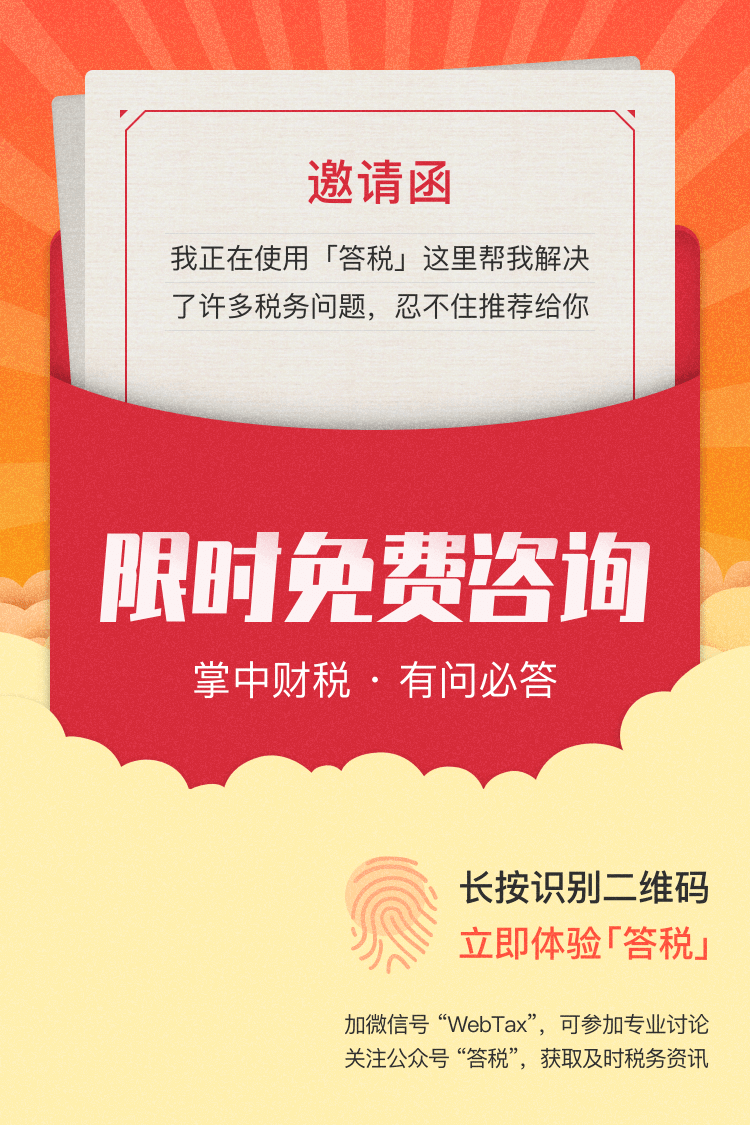 邀请函
我正在使用「答税」这里帮我解决
了许多税务问题，忍不住推荐给你
限时免费咨询
掌中财税 · 有问必答
长按识别二维码
立即体验「答税」
加微信号 “WebTax”，可参加专业讨论
关注公众号 “答税”，获取及时税务资讯